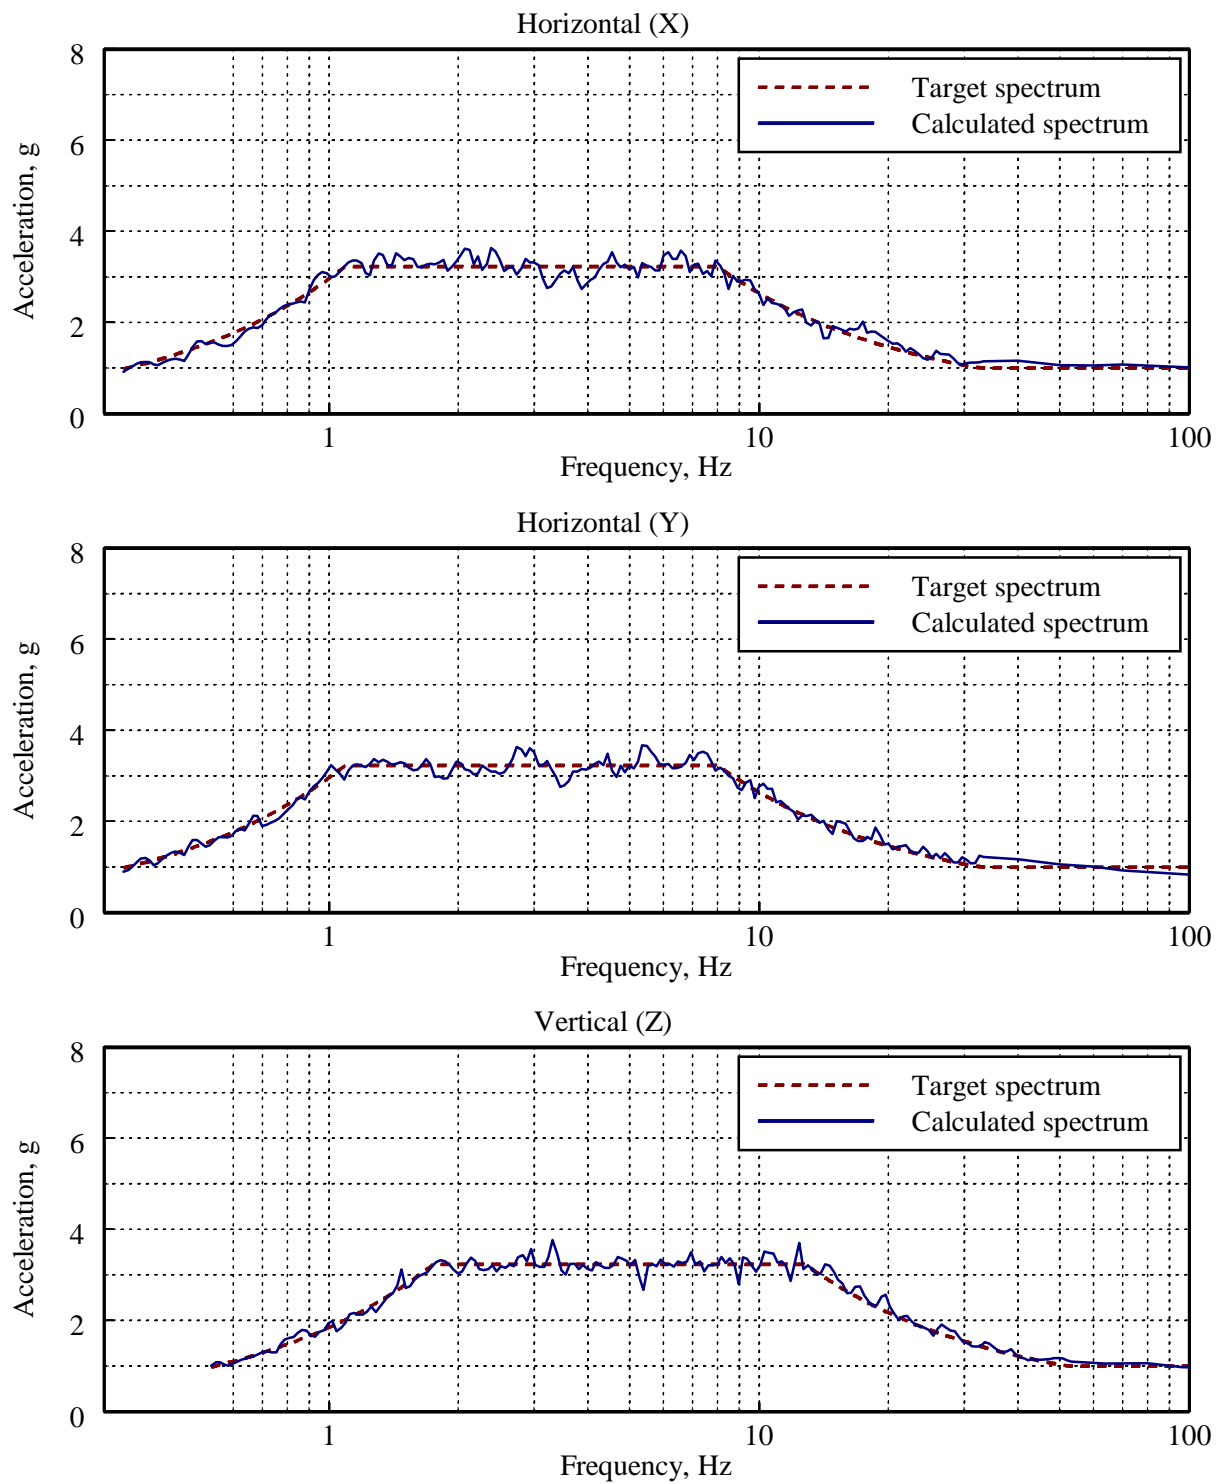 Horizontal (X)
8
6
4
2
0
Acceleration, g
Target spectrum
Calculated spectrum
1
10
100
Frequency, Hz
Horizontal (Y)
8
6
4
2
0
Acceleration, g
Target spectrum
Calculated spectrum
1
10
100
Frequency, Hz
Vertical (Z)
8
6
4
2
0
Acceleration, g
Target spectrum
Calculated spectrum
1
10
100
Frequency, Hz